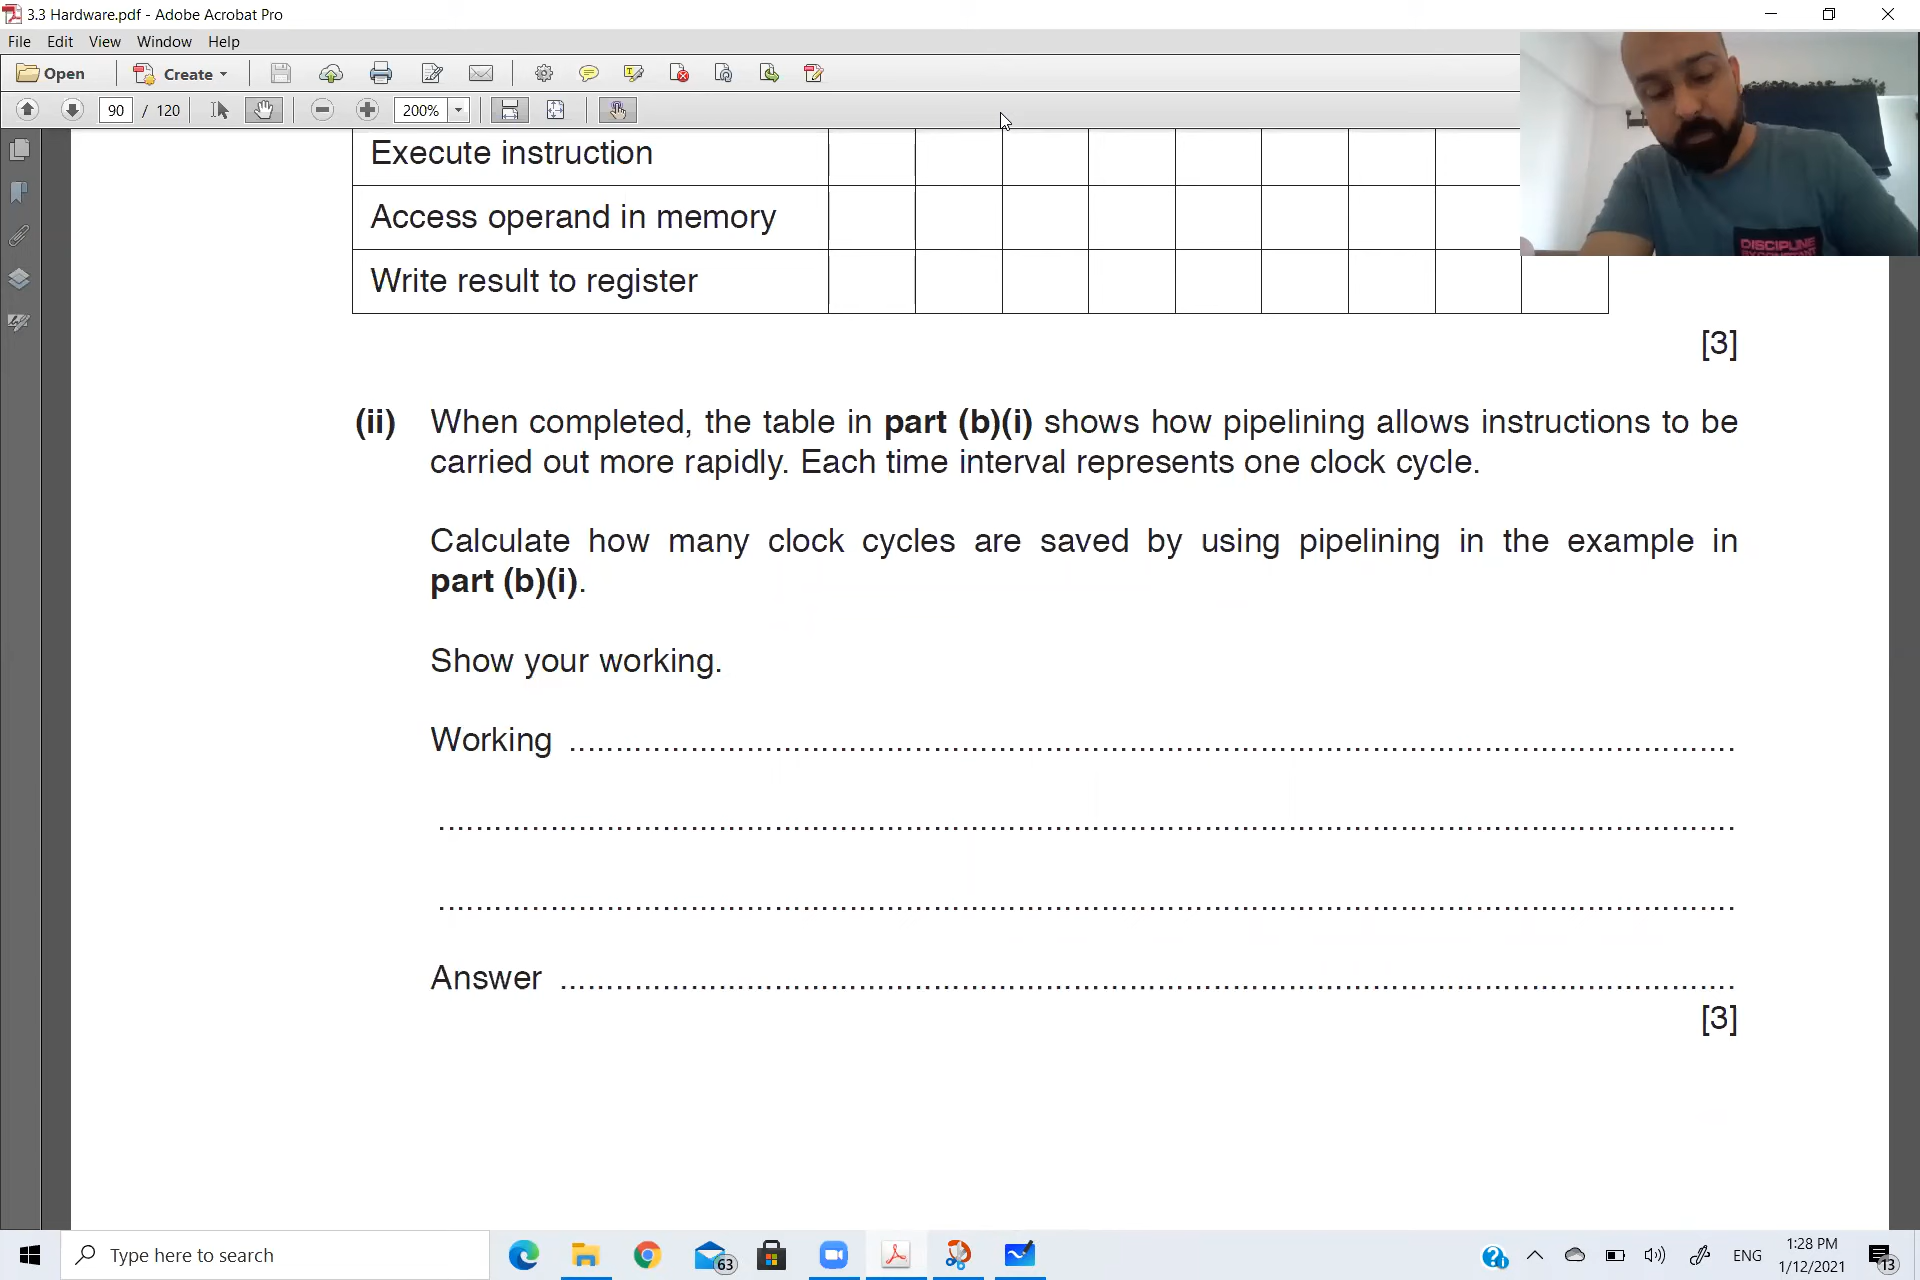 3.3 Hardware.pdf - Adobe Acrobat Pro
File Edit View Window Help
Open Create
90 / 120 200%
Execute instruction
Access operand in memory
Write result to register
[3]
(ii) When completed, the table in part (b)(i) shows how pipelining allows instructions to be
carried out more rapidly. Each time interval represents one clock cycle.
Calculate how many clock cycles are saved by using pipelining in the example in
part (b)(i).
Show your working.
Working ....................................................................................................
....................................................................................................
....................................................................................................
Answer ....................................................................................................
[3]
DISCIPLINE
Type here to search
63
ENG
1:28 PM
1/12/2021
13